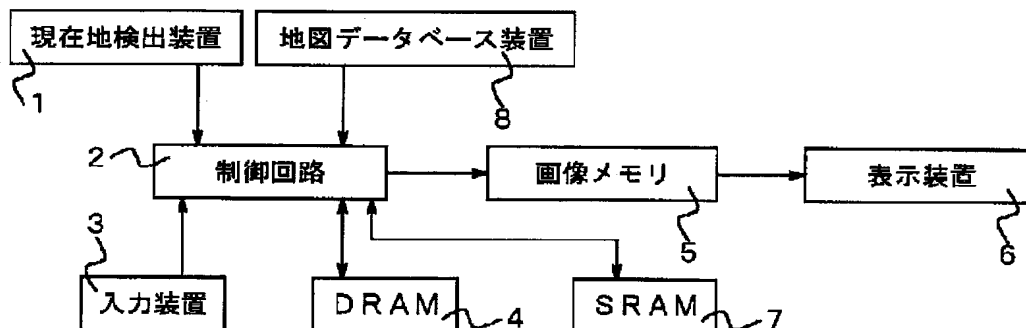 現在地検出装置
地図データベース装置
1
8
2
制御回路
画像メモリ
表示装置
3
5
6
入力装置
DRAM
4
SRAM
7